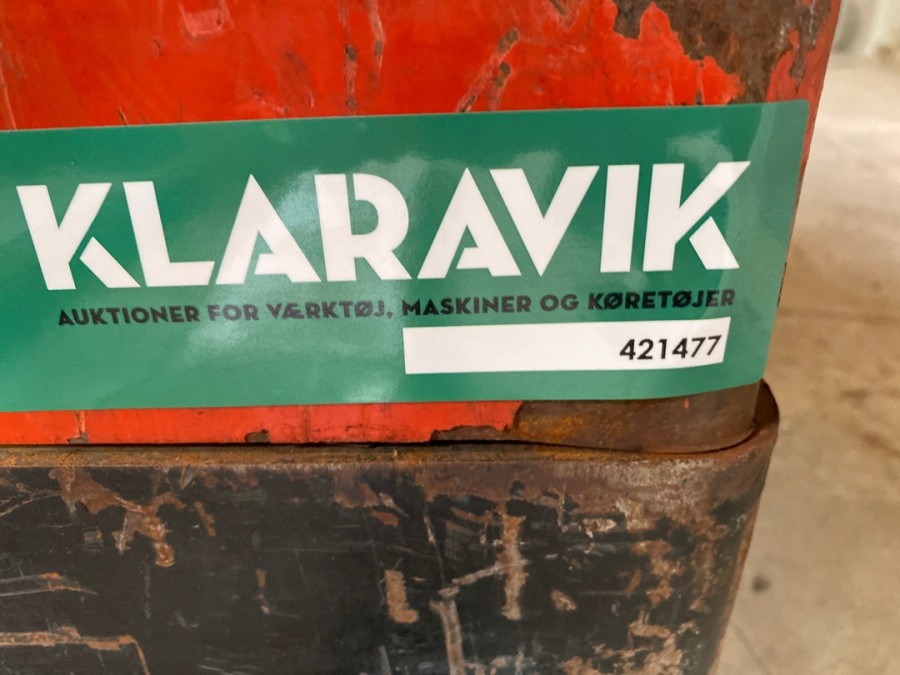 KLARAVIK
AUKTIONER FOR VÆRKTØJ, MASKINER OG KØRETØJER
421477